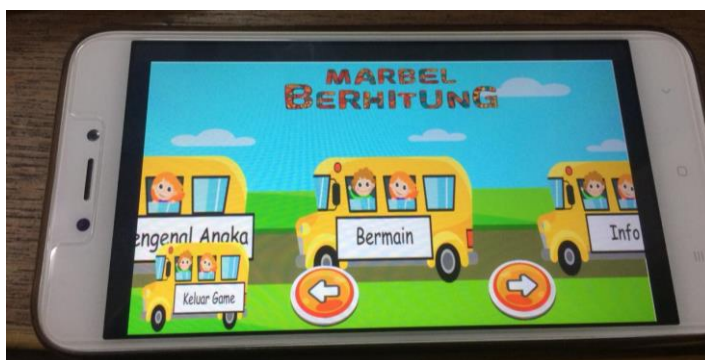 MARBEL
BERHITUNG
engenal Angka
Bermain
Info
Keluar Game